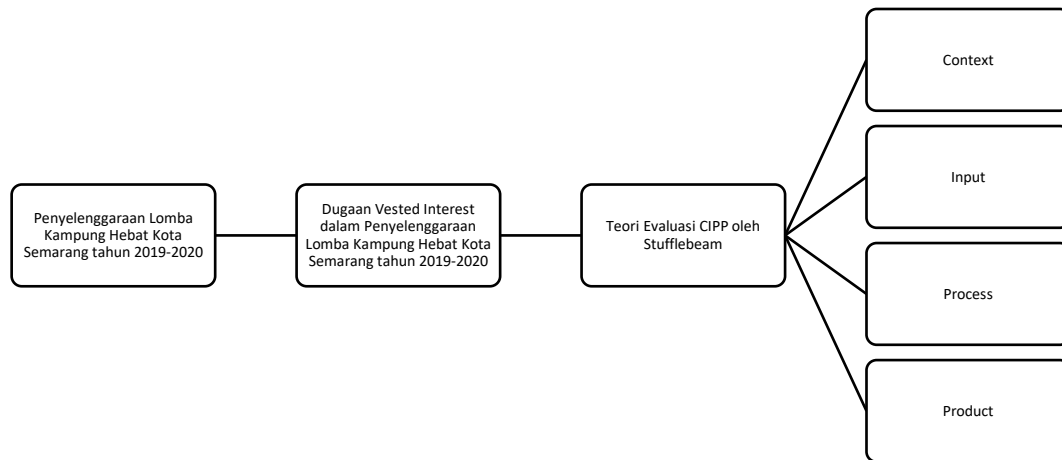 Penyelenggaraan Lomba
Kampung Hebat Kota
Semarang tahun 2019-2020
Dugaan Vested Interest
dalam Penyelenggaraan
Lomba Kampung Hebat Kota
Semarang tahun 2019-2020
Teori Evaluasi CIPP oleh
Stufflebeam
Context
Input
Process
Product